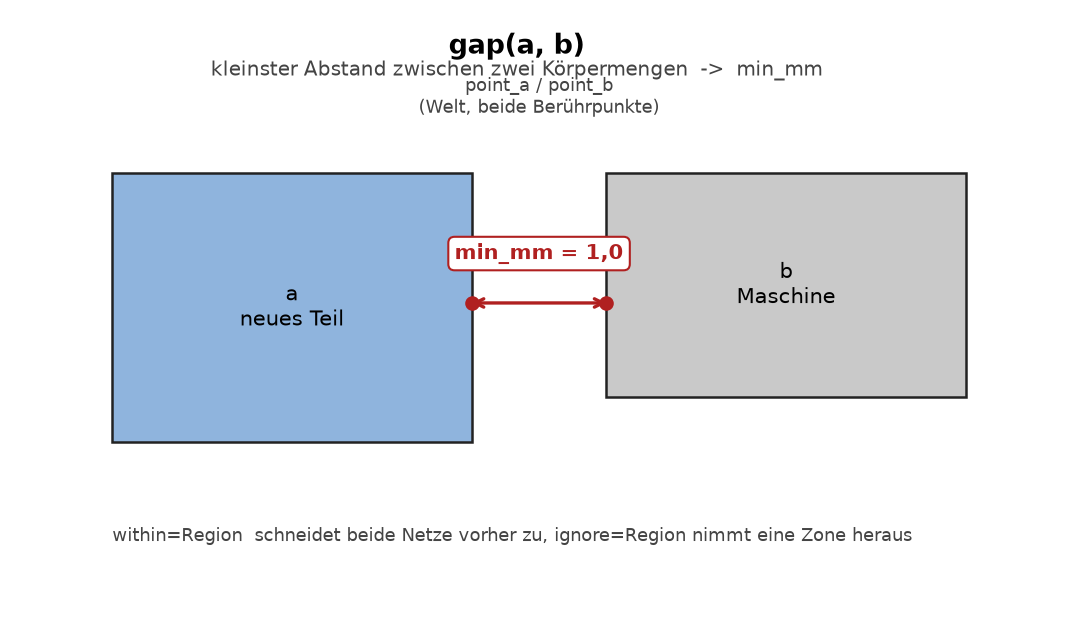 gap(a, b)
kleinster Abstand zwischen zwei Körpermengen -> min_mm
point_a / point_b
(Welt, beide Berührpunkte)
min_mm = 1,0
a
neues Teil
b
Maschine
within=Region schneidet beide Netze vorher zu, ignore=Region nimmt eine Zone heraus